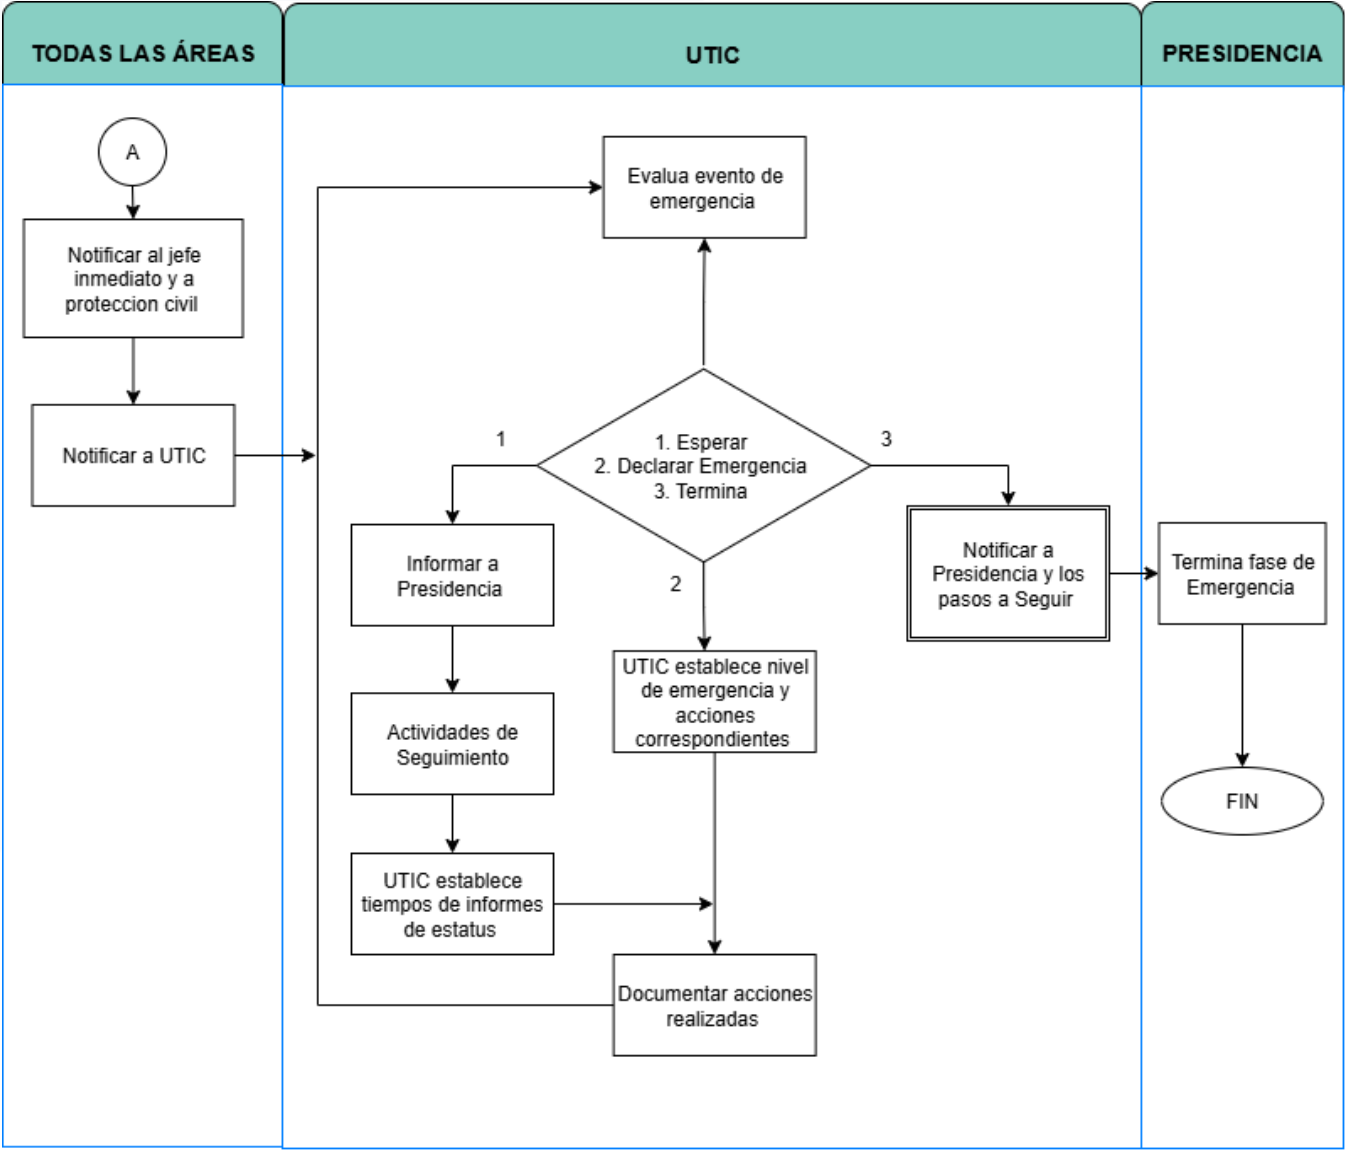 TODAS LAS ÁREAS
UTIC
PRESIDENCIA
A
Notificar al jefe
inmediato y a
proteccion civil
Notificar a UTIC
Evalua evento de
emergencia
1
1. Esperar
2. Declarar Emergencia
3. Termina
3
2
Informar a
Presidencia
Actividades de
Seguimiento
UTIC establece
tiempos de informes
de estatus
UTIC establece nivel
de emergencia y
acciones
correspondientes
Documentar acciones
realizadas
Notificar a
Presidencia y los
pasos a Seguir
Termina fase de
Emergencia
FIN